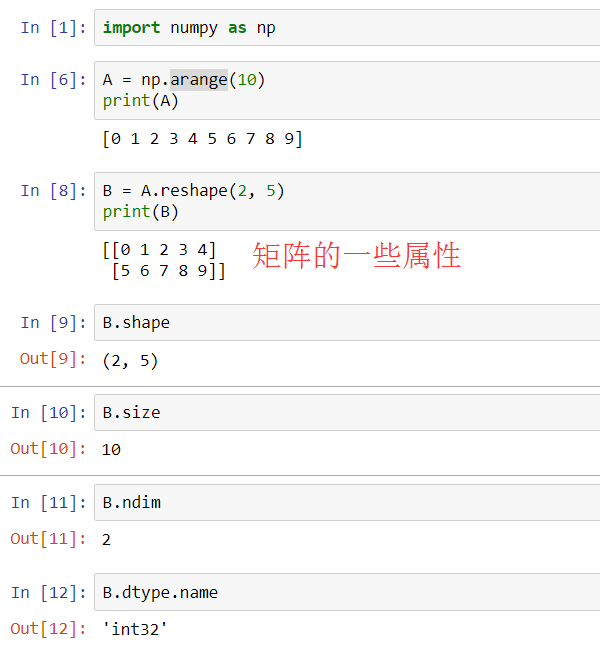 In [1]: import numpy as np
In [6]: A = np.arange(10)
print(A)
[0 1 2 3 4 5 6 7 8 9]
In [8]: B = A.reshape(2, 5)
print(B)
[[0 1 2 3 4]
[5 6 7 8 9]]
矩阵的一些属性
In [9]: B.shape
Out[9]: (2, 5)
In [10]: B.size
Out[10]: 10
In [11]: B.ndim
Out[11]: 2
In [12]: B.dtype.name
Out[12]: 'int32'